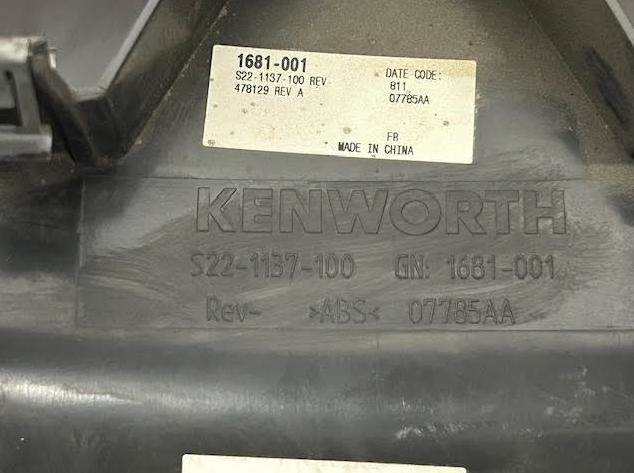 1681-001
S22-1137-100 REV-
478129 REV A
DATE CODE:
811
07785AA
FR
MADE IN CHINA
KENWORTH
S22-1137-100 GN: 1681-001
Rev- >ABS< 07785AA